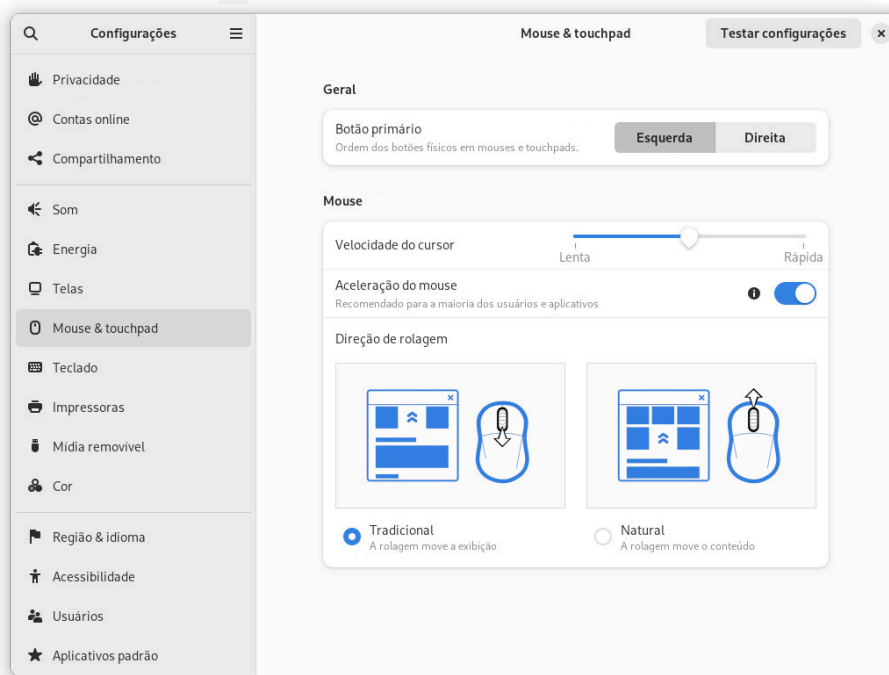 Configurações
Mouse & touchpad
Testar configurações
Privacidade
Contas online
Compartilhamento
Som
Energia
Telas
Mouse & touchpad
Teclado
Impressoras
Mídia removível
Cor
Região & idioma
Acessibilidade
Usuários
Aplicativos padrão
Geral
Botão primário
Ordem dos botões físicos em mouses e touchpads.
Esquerda
Direita
Mouse
Velocidade do cursor
Lenta
Rápida
Aceleração do mouse
Recomendado para a maioria dos usuários e aplicativos
Direção de rolagem
Tradicional
A rolagem move a exibição
Natural
A rolagem move o conteúdo